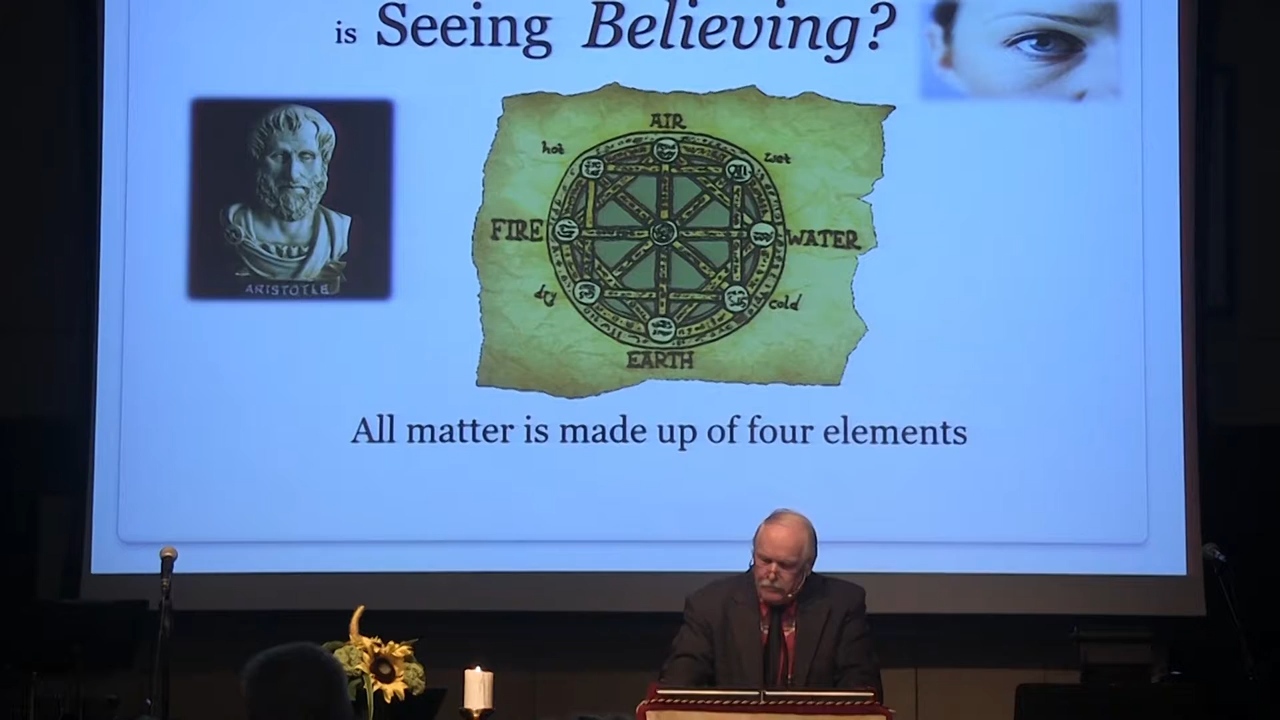 is Seeing Believing?
AIR
hot
wet
FIRE
WATER
dry
cold
EARTH
ARISTOTLE
All matter is made up of four elements